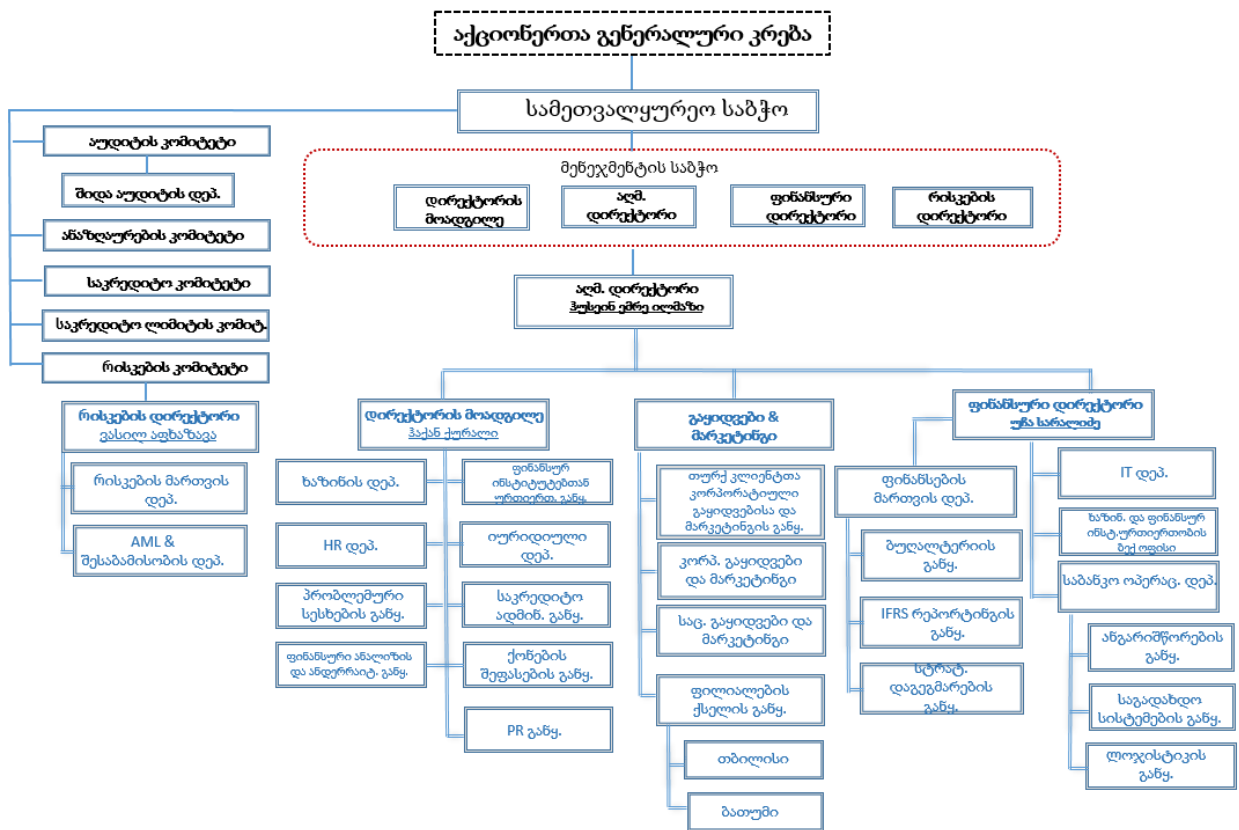 აქციონერთა გენერალური კრება
სამეთვალყურეო საბჭო
აუდიტის კომიტეტი
შიდა აუდიტის დეპ.
ანაზღაურების კომიტეტი
საკრედიტო კომიტეტი
საკრედიტო ლიმიტის კომიტ.
რისკების კომიტეტი
მენეჯმენტის საბჭო
დირექტორის
მოადგილე
აღმ.
დირექტორი
ფინანსური
დირექტორი
რისკების
დირექტორი
აღმ. დირექტორი
ჰუსეინ ემრე ილმაზი
რისკების დირექტორი
ვასილ აფხაზავა
რისკების მართვის
დეპ.
AML &
შესაბამისობის დეპ.
დირექტორის მოადგილე
ჰაქან ქურალი
ხაზინის დეპ.
ფინანსურ
ინსტიტუტებთან
ურთიერთ. განყ.
HR დეპ.
იურიდიული
დეპ.
პრობლემური
სესხების განყ.
საკრედიტო
ადმინ. განყ.
ფინანსური ანალიზის
და ანდერრაიტ. განყ.
ქონების
შეფასების განყ.
PR განყ.
გაყიდვები &
მარკეტინგი
თურქ კლიენტთა
კორპორატიული
გაყიდვებისა და
მარკეტინგის განყ.
კორპ. გაყიდვები
და მარკეტინგი
საც. გაყიდვები და
მარკეტინგი
ფილიალების
ქსელის განყ.
თბილისი
ბათუმი
ფინანსური დირექტორი
უჩა სარალიძე
ფინანსების
მართვის დეპ.
ბუღალტერიის
განყ.
IFRS რეპორტინგის
განყ.
სტრატ.
დაგეგმარების
განყ.
IT დეპ.
ხაზინ. და ფინანსურ
ინსტ.ურთიერთობის
ბექ ოფისი
საბანკო ოპერაც. დეპ.
ანგარიშწორების
განყ.
საგადახდო
სისტემების განყ.
ლოჯისტიკის
განყ.